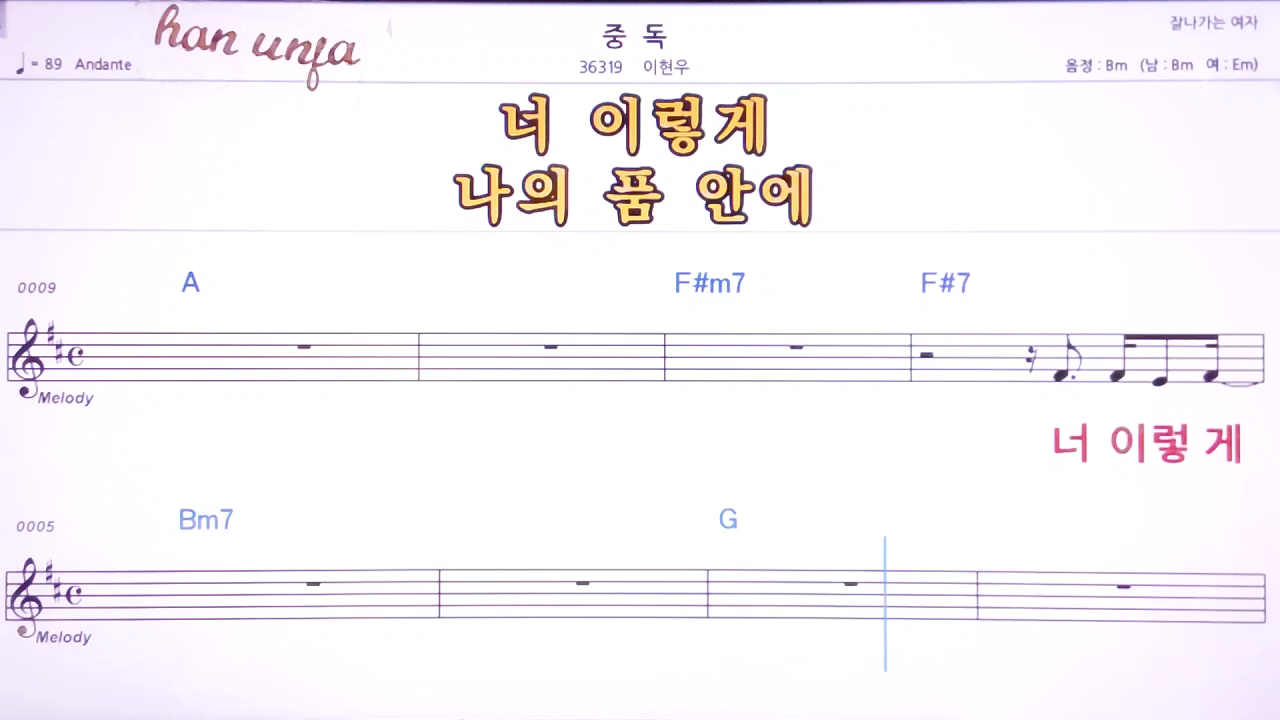 han unja
중 독
잘나가는 여자
♩= 89 Andante
36319 이현우
음정 : Bm (남 : Bm 여 : Em)
너 이렇게
나의 품 안에
0009 A F#m7 F#7
Melody
너 이렇 게
0005 Bm7 G
Melody